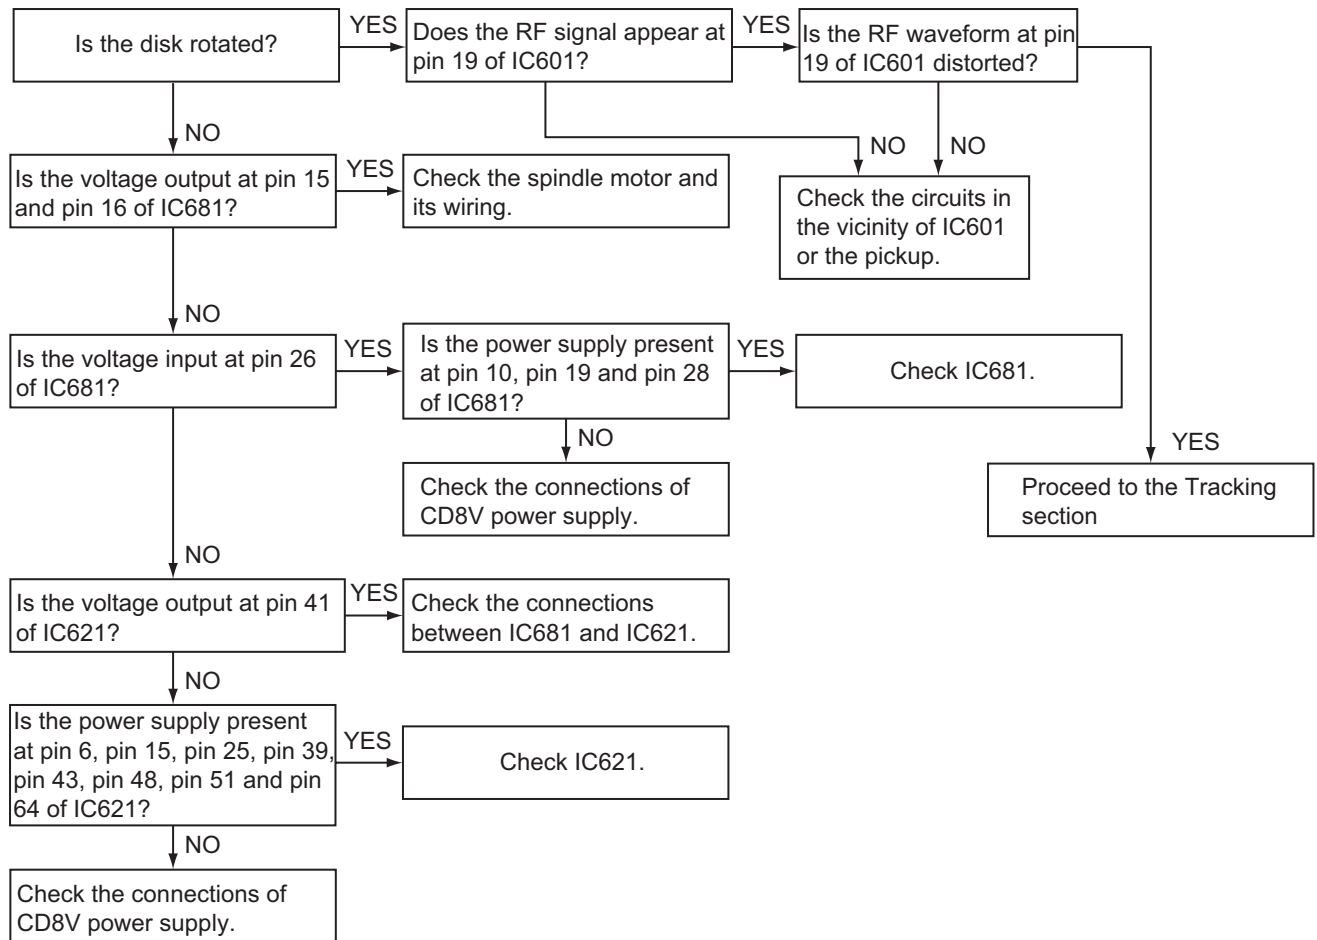 Is the disk rotated?
YES
Does the RF signal appear at
pin 19 of IC601?
YES
Is the RF waveform at pin
19 of IC601 distorted?
NO
NO
NO
Is the voltage output at pin 15
and pin 16 of IC681?
YES
Check the spindle motor and
its wiring.
Check the circuits in
the vicinity of IC601
or the pickup.
NO
Is the voltage input at pin 26
of IC681?
YES
Is the power supply present
at pin 10, pin 19 and pin 28
of IC681?
YES
Check IC681.
NO
YES
Check the connections of
CD8V power supply.
Proceed to the Tracking
section
NO
Is the voltage output at pin 41
of IC621?
YES
Check the connections
between IC681 and IC621.
NO
Is the power supply present
at pin 6, pin 15, pin 25, pin 39,
pin 43, pin 48, pin 51 and pin
64 of IC621?
YES
Check IC621.
NO
Check the connections of
CD8V power supply.